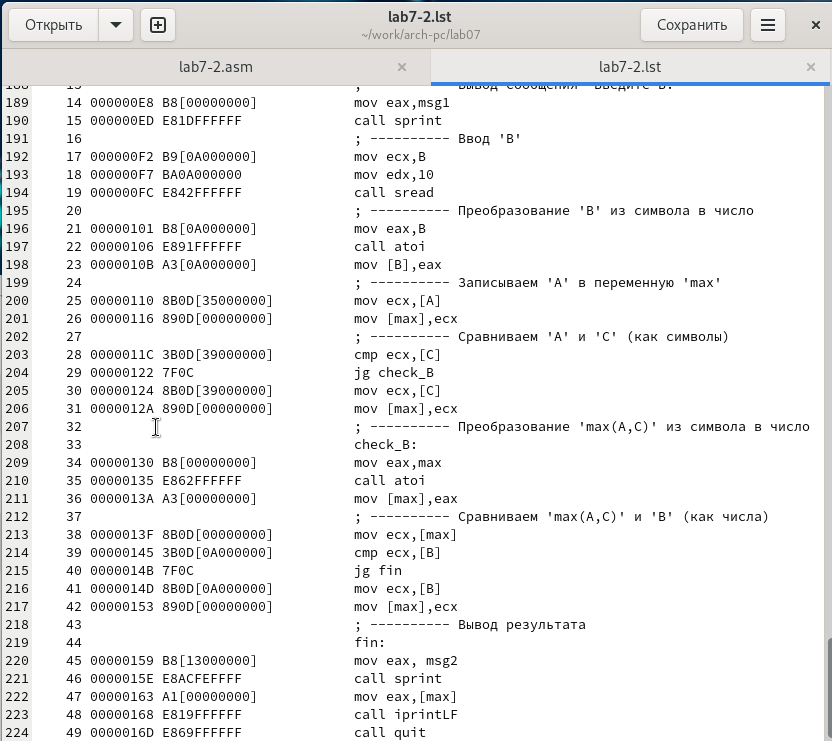 Открыть
lab7-2.lst
~/work/arch-pc/lab07
Сохранить
lab7-2.asm
lab7-2.lst
188 13 ; ---------- Вывод сообщения 'Введите B: '
189 14 000000E8 B8[00000000] mov eax,msg1
190 15 000000ED E81DFFFFFF call sprint
191 16 ; ---------- Ввод 'B'
192 17 000000F2 B9[0A000000] mov ecx,B
193 18 000000F7 BA0A000000 mov edx,10
194 19 000000FC E842FFFFFF call sread
195 20 ; ---------- Преобразование 'B' из символа в число
196 21 00000101 B8[0A000000] mov eax,B
197 22 00000106 E891FFFFFF call atoi
198 23 0000010B A3[0A000000] mov [B],eax
199 24 ; ---------- Записываем 'A' в переменную 'max'
200 25 00000110 8B0D[35000000] mov ecx,[A]
201 26 00000116 890D[00000000] mov [max],ecx
202 27 ; ---------- Сравниваем 'A' и 'C' (как символы)
203 28 0000011C 3B0D[39000000] cmp ecx,[C]
204 29 00000122 7F0C jg check_B
205 30 00000124 8B0D[39000000] mov ecx,[C]
206 31 0000012A 890D[00000000] mov [max],ecx
207 32 ; ---------- Преобразование 'max(A,C)' из символа в число
208 33 check_B:
209 34 00000130 B8[00000000] mov eax,max
210 35 00000135 E862FFFFFF call atoi
211 36 0000013A A3[00000000] mov [max],eax
212 37 ; ---------- Сравниваем 'max(A,C)' и 'B' (как числа)
213 38 0000013F 8B0D[00000000] mov ecx,[max]
214 39 00000145 3B0D[0A000000] cmp ecx,[B]
215 40 0000014B 7F0C jg fin
216 41 0000014D 8B0D[0A000000] mov ecx,[B]
217 42 00000153 890D[00000000] mov [max],ecx
218 43 ; ---------- Вывод результата
219 44 fin:
220 45 00000159 B8[13000000] mov eax, msg2
221 46 0000015E E8ACFEFFFF call sprint
222 47 00000163 A1[00000000] mov eax,[max]
223 48 00000168 E819FFFFFF call iprintLF
224 49 0000016D E869FFFFFF call quit